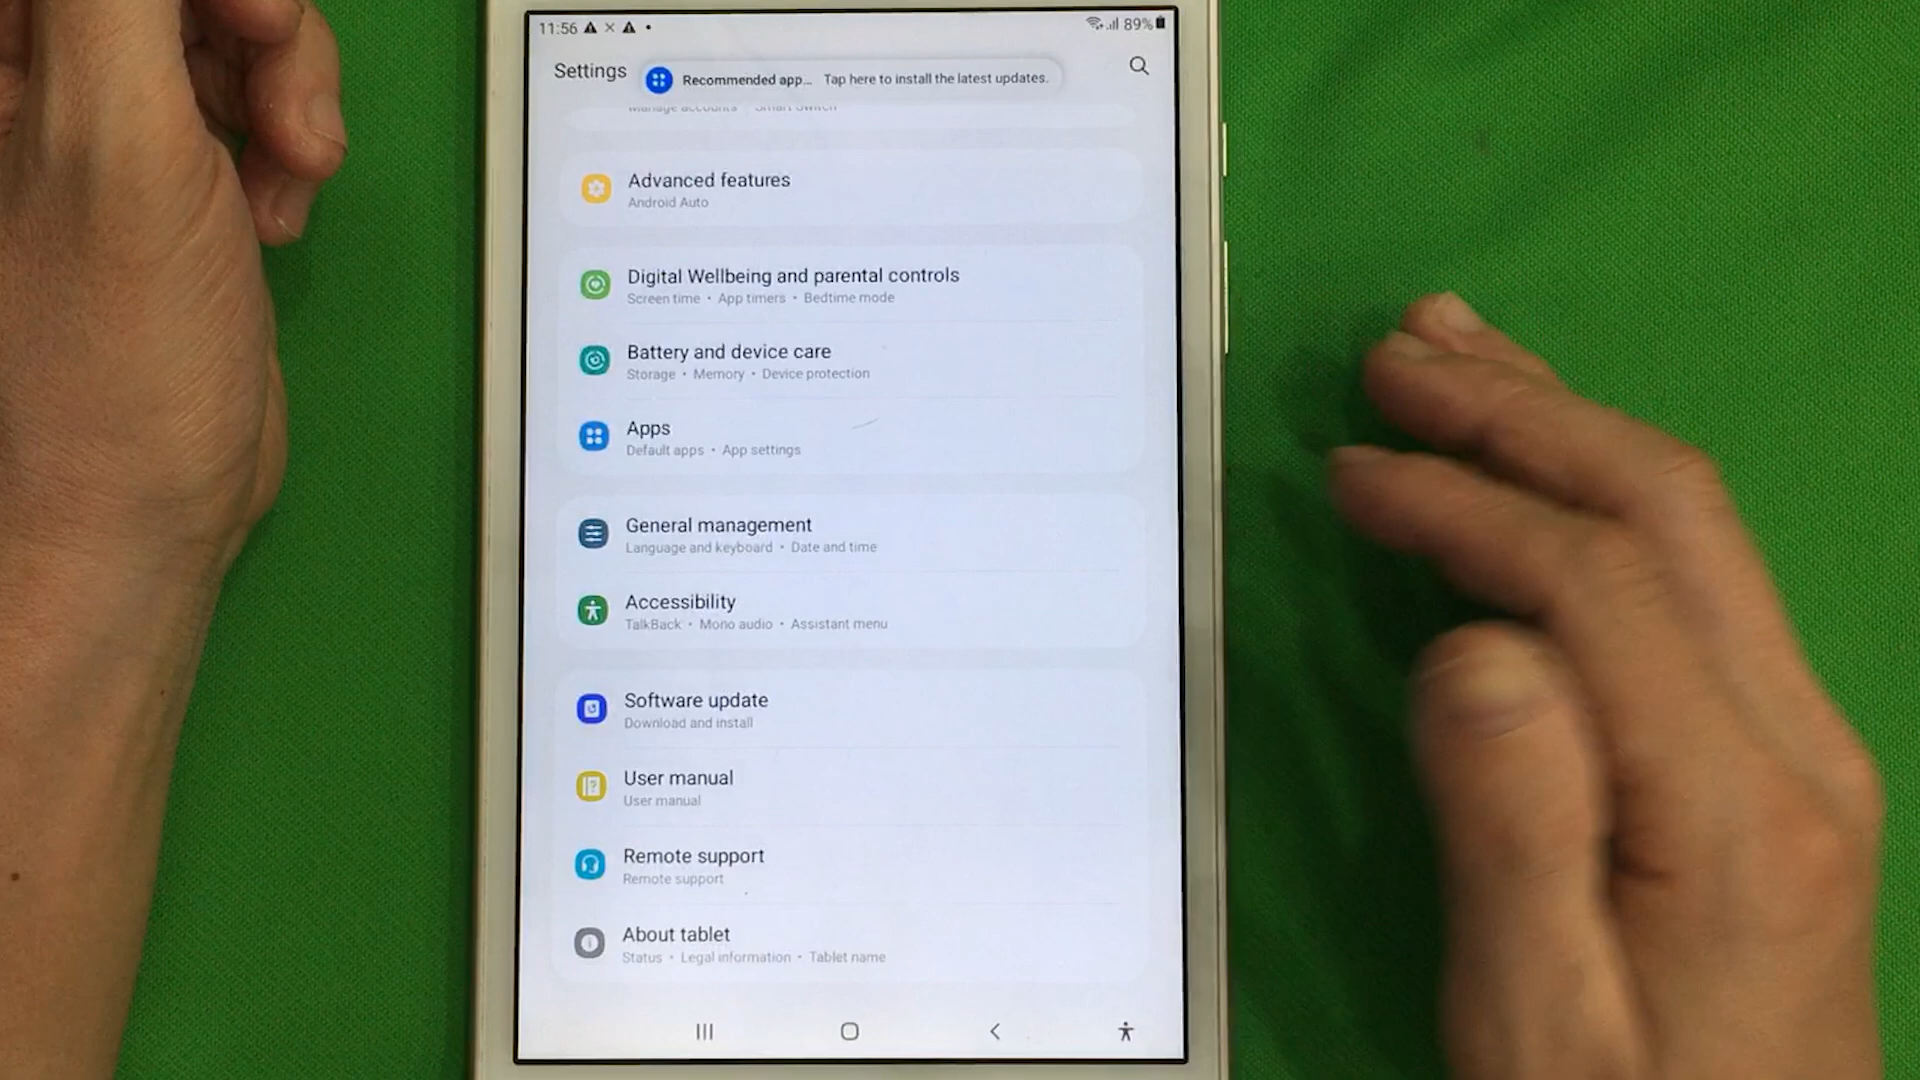 11:56
89%
Settings
Recommended app... Tap here to install the latest updates.
Manage accounts • Smart Switch
Advanced features
Android Auto
Digital Wellbeing and parental controls
Screen time • App timers • Bedtime mode
Battery and device care
Storage • Memory • Device protection
Apps
Default apps • App settings
General management
Language and keyboard • Date and time
Accessibility
TalkBack • Mono audio • Assistant menu
Software update
Download and install
User manual
User manual
Remote support
Remote support
About tablet
Status • Legal information • Tablet name